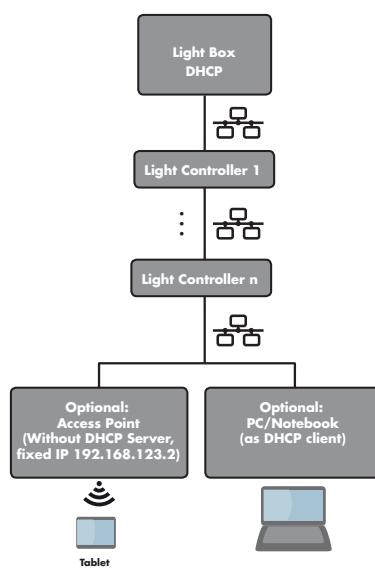 Light Box
DHCP
Light Controller 1
Light Controller n
Optional:
Access Point
(Without DHCP Server,
fixed IP 192.168.123.2)
Optional:
PC/Notebook
(as DHCP client)
Tablet